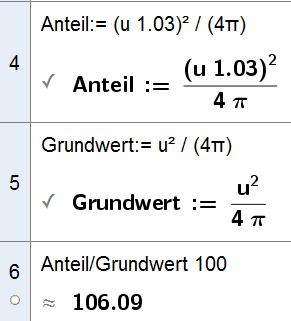 4
Anteil:= (u 1.03)² / (4π)
✓ Anteil := (u 1.03)² / 4 π
5
Grundwert:= u² / (4π)
✓ Grundwert := u² / 4 π
6
Anteil/Grundwert 100
≈ 106.09